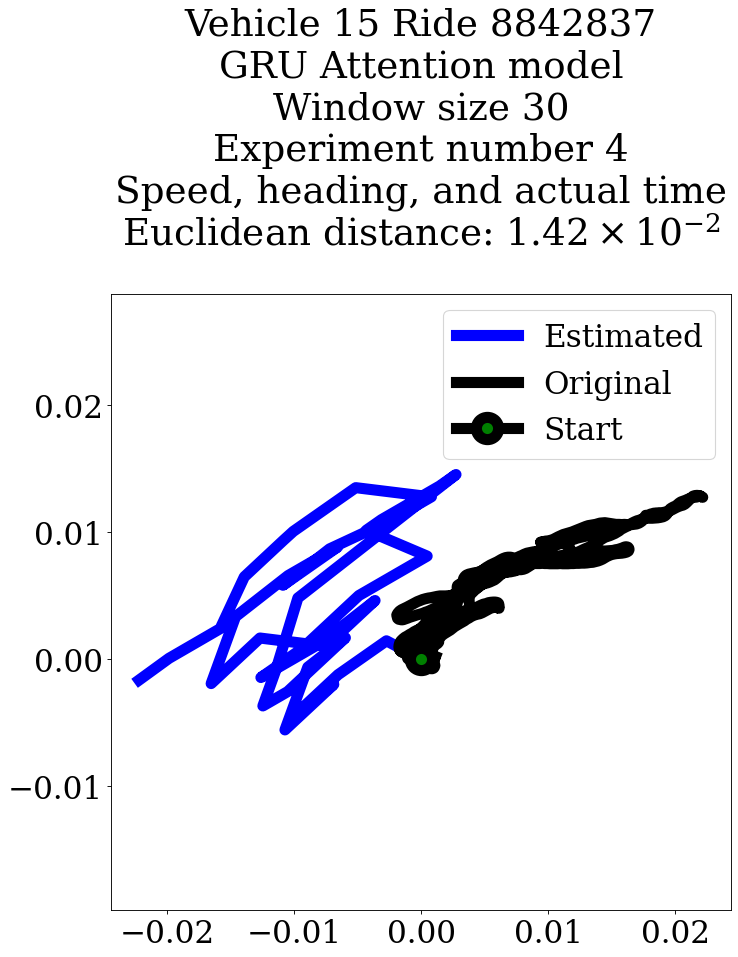 Vehicle 15 Ride 8842837
GRU Attention model
Window size 30
Experiment number 4
Speed, heading, and actual time
Euclidean distance: 1.42 × 10⁻²
Estimated
Original
Start
0.02
0.01
0.00
−0.01
−0.02 −0.01 0.00 0.01 0.02